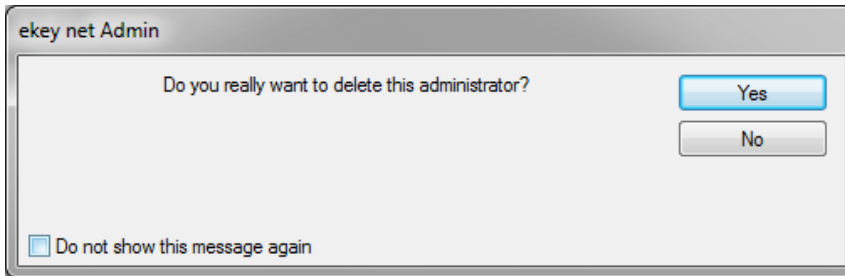 ekey net Admin
Do you really want to delete this administrator?
Yes
No
Do not show this message again